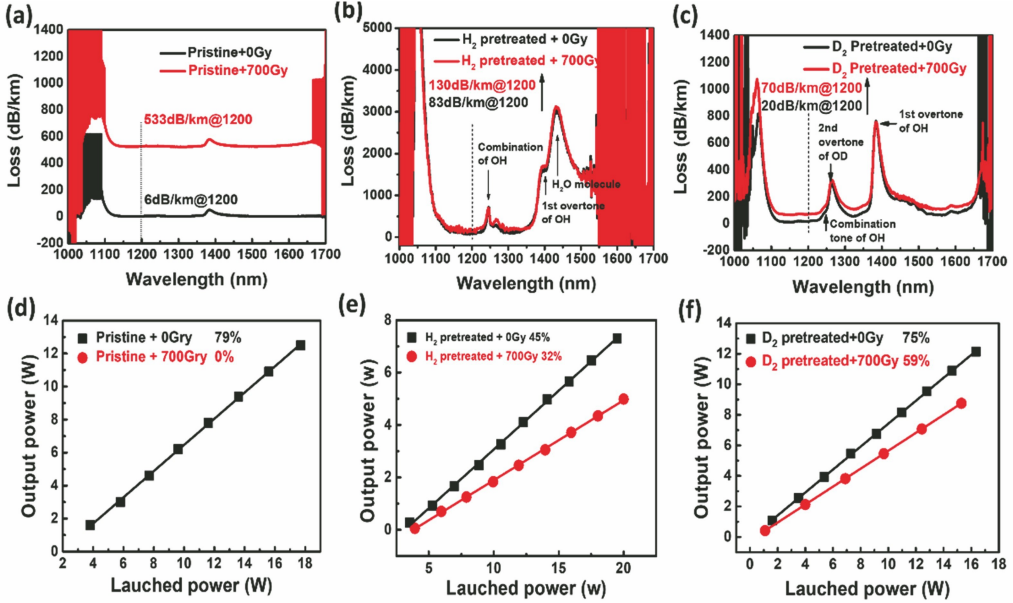 (a)
1400
1200
1000
800
600
400
200
0
-200
Loss (dB/km)
Pristine+0Gy
Pristine+700Gy
533dB/km@1200
6dB/km@1200
1000 1100 1200 1300 1400 1500 1600 1700
Wavelength (nm)
(b)
5000
4000
3000
2000
1000
0
Loss (dB/km)
H2 pretreated + 0Gy
H2 pretreated + 700Gy
130dB/km@1200
83dB/km@1200
Combination
of OH
H2O molecule
1st overtone
of OH
1000 1100 1200 1300 1400 1500 1600 1700
Wavelength (nm)
(c)
1400
1200
1000
800
600
400
200
0
-200
Loss (dB/km)
D2 Pretreated+0Gy
D2 Pretreated+700Gy
70dB/km@1200
20dB/km@1200
1st overtone
of OH
2nd
overtone
of OD
Combination
tone of OH
1000 1100 1200 1300 1400 1500 1600 1700
Wavelength (nm)
(d)
14
12
10
8
6
4
2
0
Output power (W)
Pristine + 0Gry 79%
Pristine + 700Gry 0%
2 4 6 8 10 12 14 16 18
Lauched power (W)
(e)
8
6
4
2
0
Output power (w)
H2 pretreated + 0Gy 45%
H2 pretreated + 700Gy 32%
5 10 15 20
Lauched power (w)
(f)
14
12
10
8
6
4
2
0
Output power (W)
D2 pretreated+0Gy 75%
D2 pretreated+700Gy 59%
0 2 4 6 8 10 12 14 16 18
Lauched power (W)